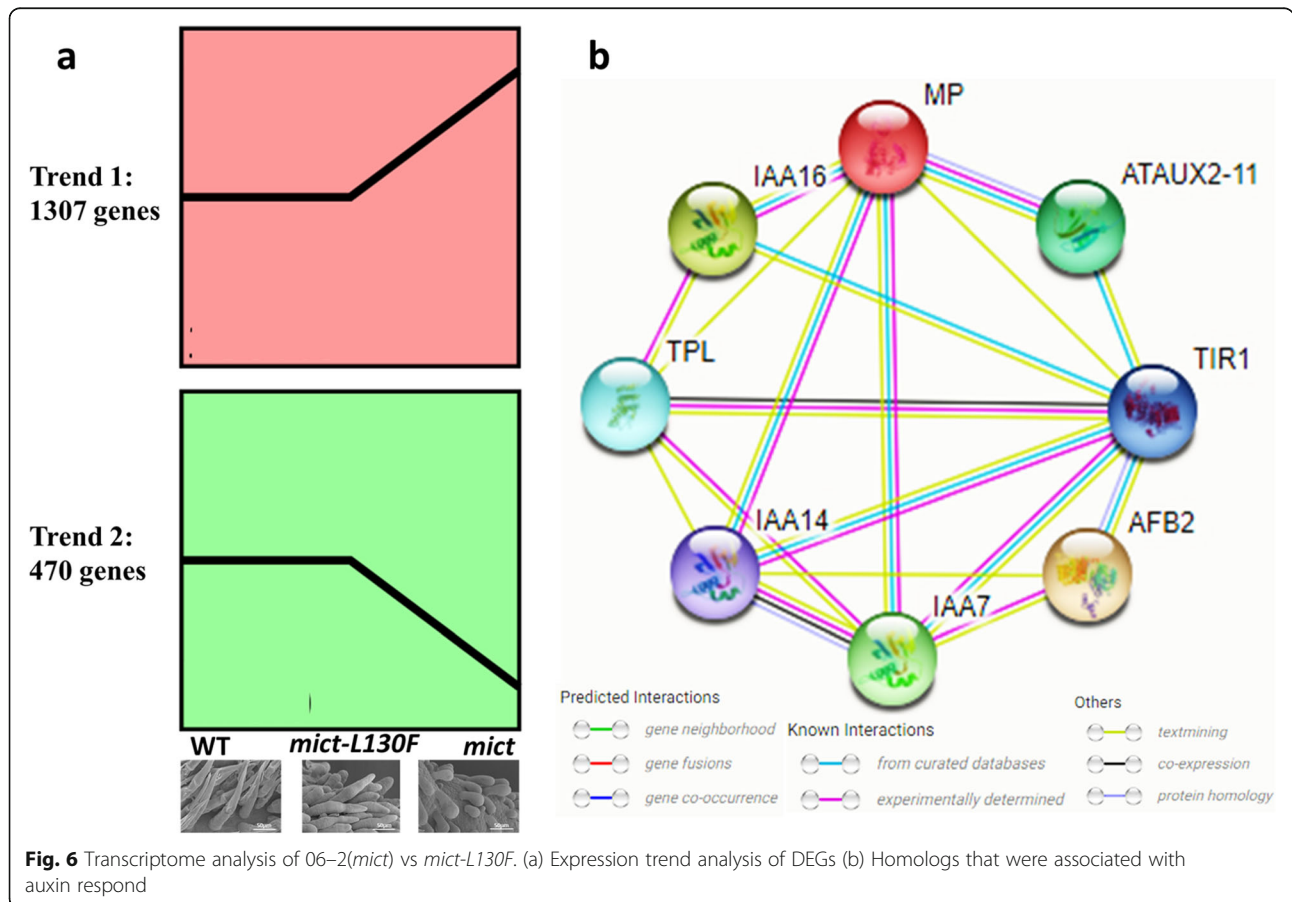 a
b
Trend 1:
1307 genes
Trend 2:
470 genes
WT
mict-L130F
mict
50μm
50μm
50μm
MP
IAA16
ATAUX2-11
TPL
TIR1
IAA14
AFB2
IAA7
Predicted Interactions
gene neighborhood
gene fusions
gene co-occurrence
Known Interactions
from curated databases
experimentally determined
Others
textmining
co-expression
protein homology
Fig. 6 Transcriptome analysis of 06–2(mict) vs mict-L130F. (a) Expression trend analysis of DEGs (b) Homologs that were associated with
auxin respond